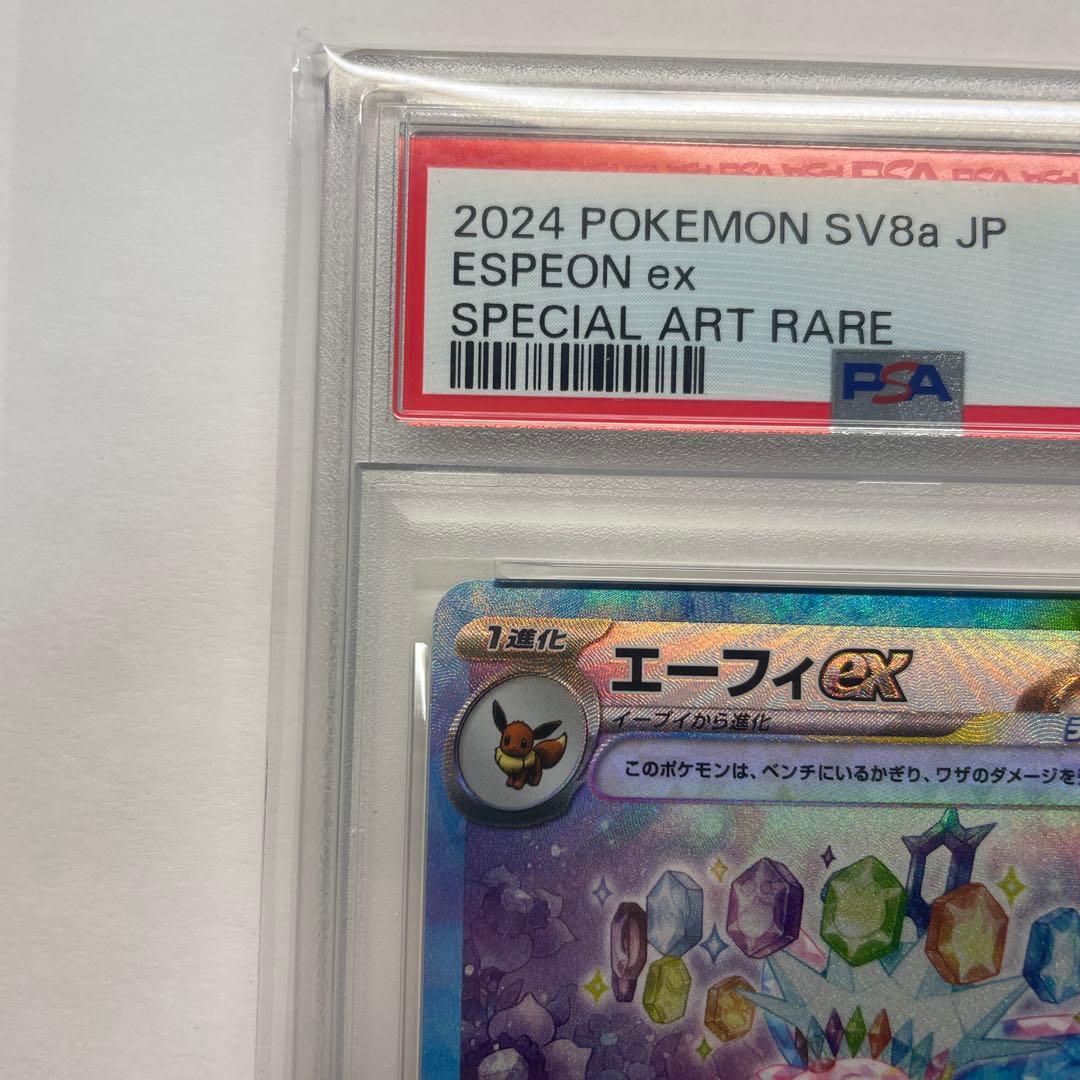 2024 POKEMON SV8a JP
ESPEON ex
SPECIAL ART RARE
PSA
1進化
エーフィex
イーブイから進化
このポケモンは、ベンチにいるかぎり、ワザのダメージを